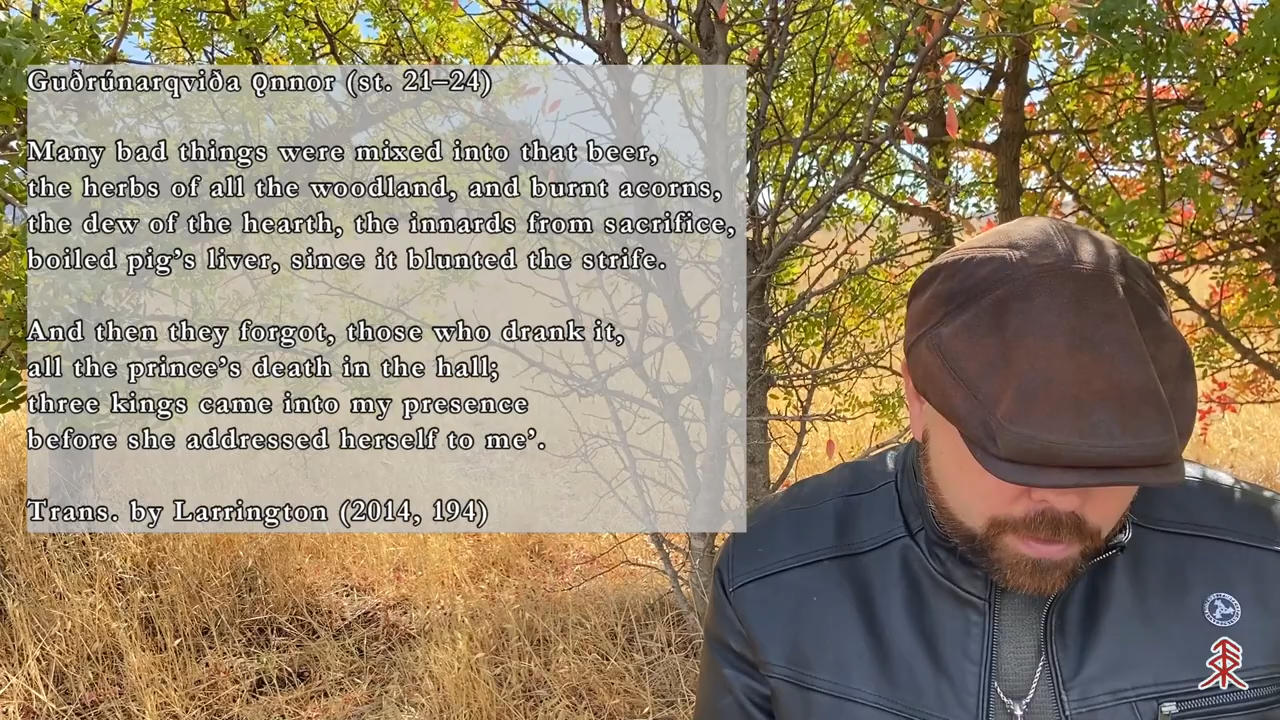 Guðrúnarqviða Ǫnnor (st. 21–24)
Many bad things were mixed into that beer,
the herbs of all the woodland, and burnt acorns,
the dew of the hearth, the innards from sacrifice,
boiled pig’s liver, since it blunted the strife.
And then they forgot, those who drank it,
all the prince’s death in the hall;
three kings came into my presence
before she addressed herself to me’.
Trans. by Larrington (2014, 194)